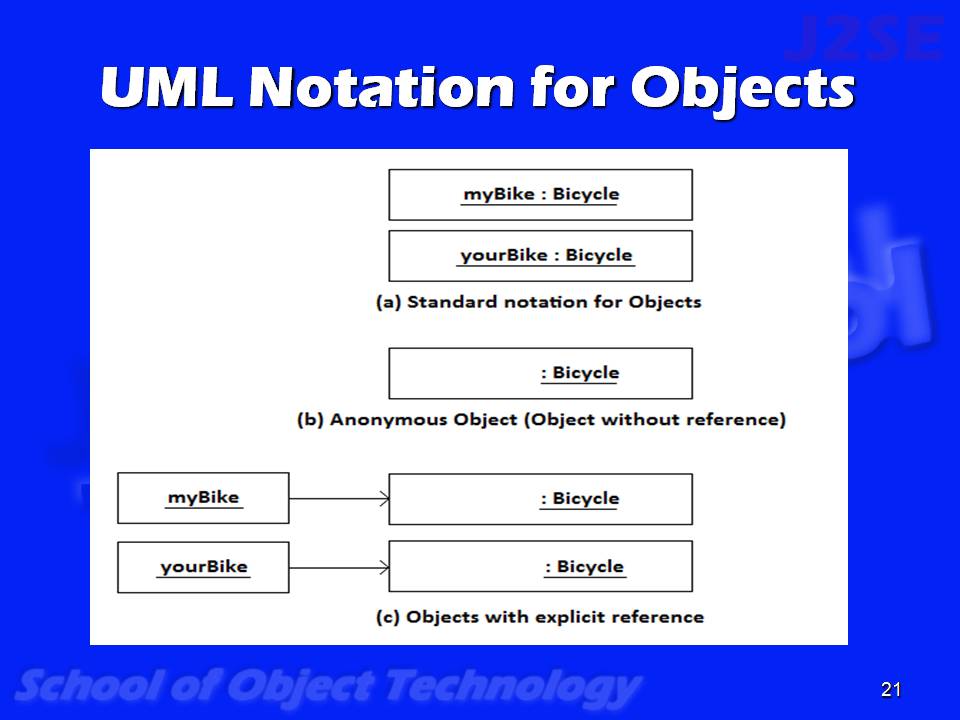 J2SE
UML Notation for Objects
myBike : Bicycle
yourBike : Bicycle
(a) Standard notation for Objects
: Bicycle
(b) Anonymous Object (Object without reference)
myBike : Bicycle
yourBike : Bicycle
(c) Objects with explicit reference
School of Object Technology
21